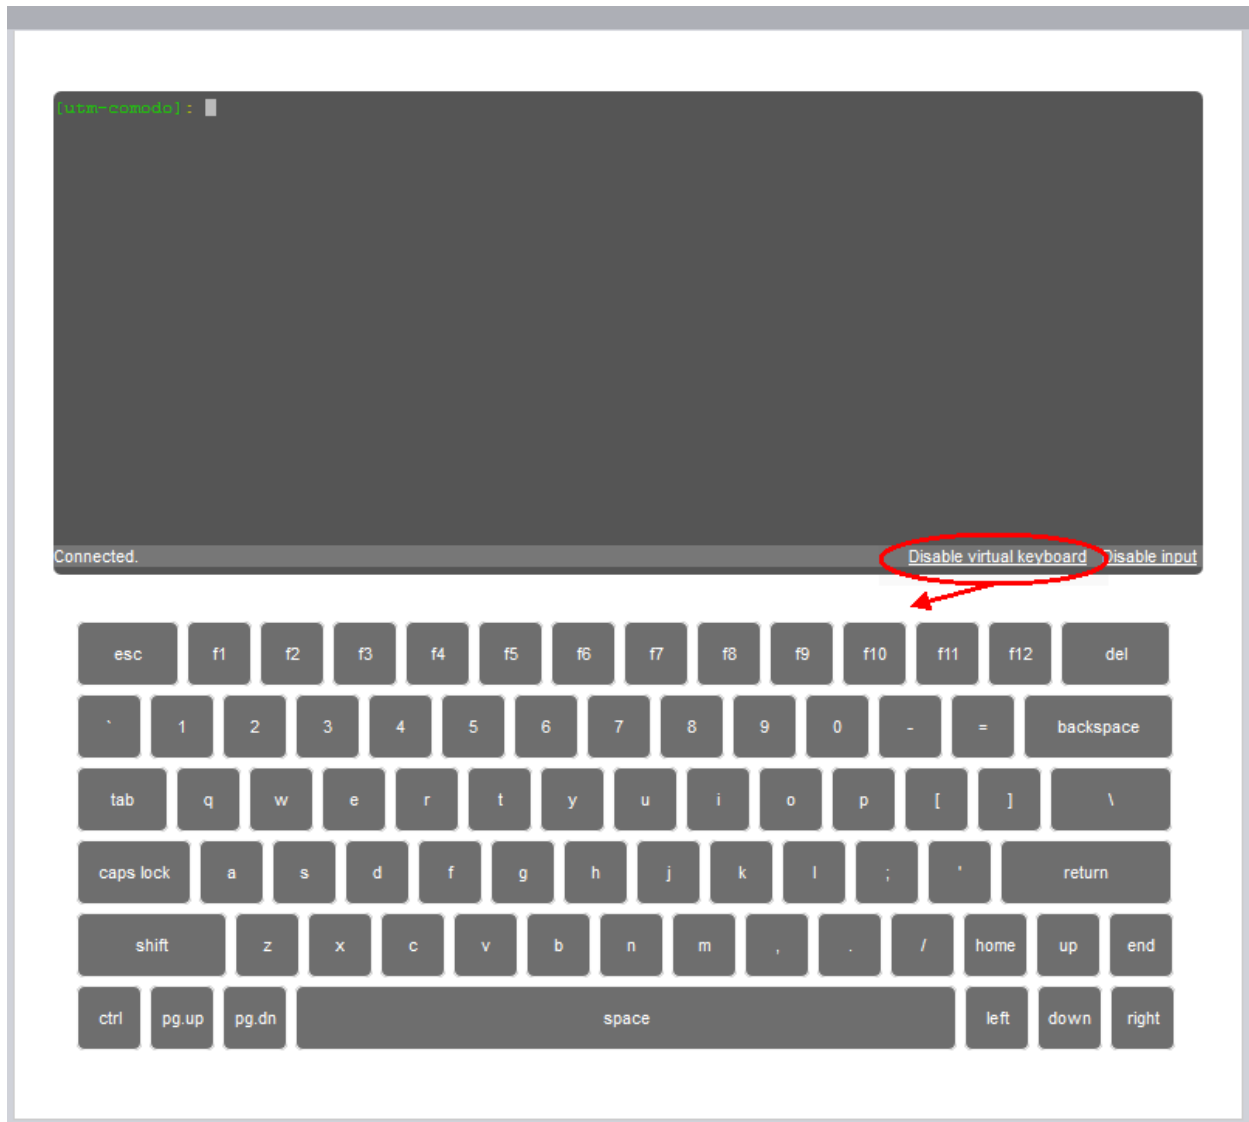 [utm-comodo]:
Connected. Disable virtual keyboard Disable input
esc f1 f2 f3 f4 f5 f6 f7 f8 f9 f10 f11 f12 del
` 1 2 3 4 5 6 7 8 9 0 - = backspace
tab q w e r t y u i o p [ ] \
caps lock a s d f g h j k l ; ' return
shift z x c v b n m , . / home up end
ctrl pg.up pg.dn space left down right